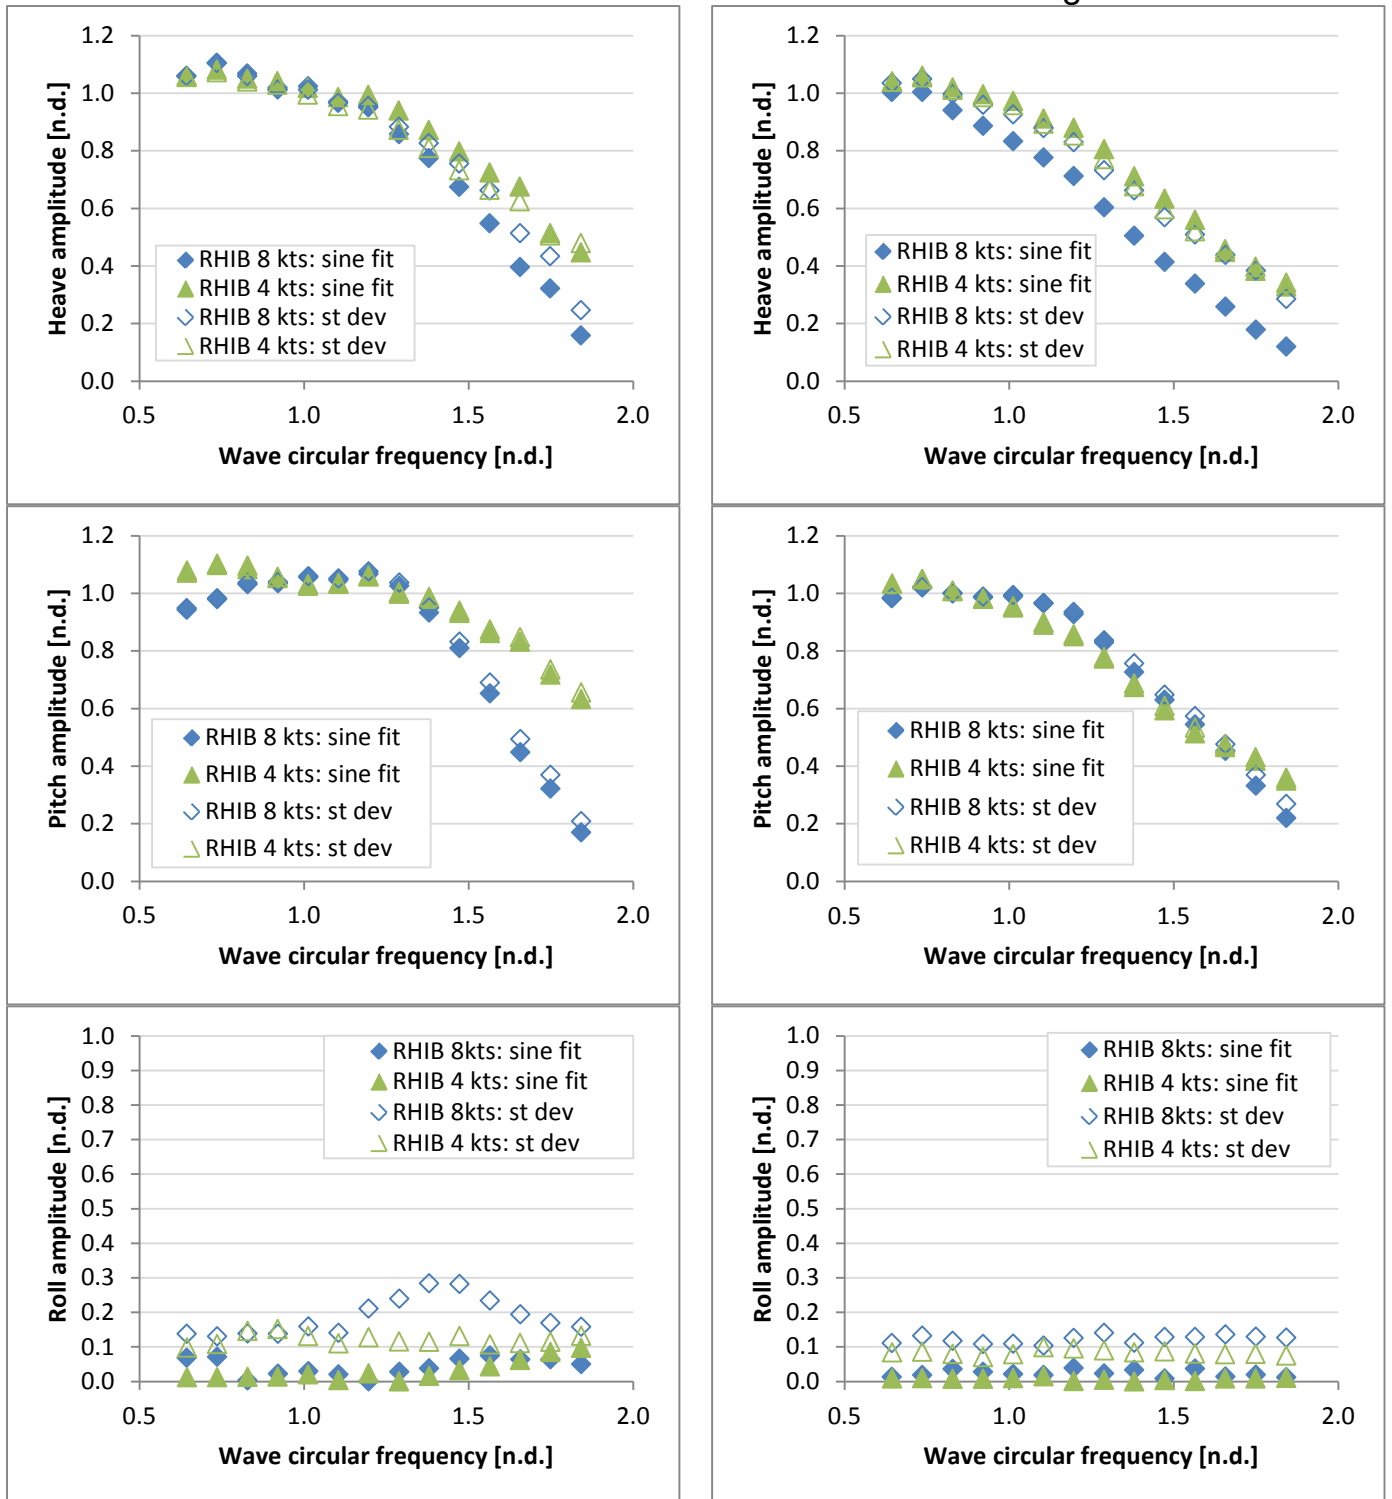 g
1.2
1.0
0.8
0.6
0.4
0.2
0.0
0.5 1.0 1.5 2.0
Heave amplitude [n.d.]
Wave circular frequency [n.d.]
RHIB 8 kts: sine fit
RHIB 4 kts: sine fit
RHIB 8 kts: st dev
RHIB 4 kts: st dev
1.2
1.0
0.8
0.6
0.4
0.2
0.0
0.5 1.0 1.5 2.0
Heave amplitude [n.d.]
Wave circular frequency [n.d.]
RHIB 8 kts: sine fit
RHIB 4 kts: sine fit
RHIB 8 kts: st dev
RHIB 4 kts: st dev
1.2
1.0
0.8
0.6
0.4
0.2
0.0
0.5 1.0 1.5 2.0
Pitch amplitude [n.d.]
Wave circular frequency [n.d.]
RHIB 8 kts: sine fit
RHIB 4 kts: sine fit
RHIB 8 kts: st dev
RHIB 4 kts: st dev
1.2
1.0
0.8
0.6
0.4
0.2
0.0
0.5 1.0 1.5 2.0
Pitch amplitude [n.d.]
Wave circular frequency [n.d.]
RHIB 8 kts: sine fit
RHIB 4 kts: sine fit
RHIB 8 kts: st dev
RHIB 4 kts: st dev
1.0
0.9
0.8
0.7
0.6
0.5
0.4
0.3
0.2
0.1
0.0
0.5 1.0 1.5 2.0
Roll amplitude [n.d.]
Wave circular frequency [n.d.]
RHIB 8kts: sine fit
RHIB 4 kts: sine fit
RHIB 8kts: st dev
RHIB 4 kts: st dev
1.0
0.9
0.8
0.7
0.6
0.5
0.4
0.3
0.2
0.1
0.0
0.5 1.0 1.5 2.0
Roll amplitude [n.d.]
Wave circular frequency [n.d.]
RHIB 8kts: sine fit
RHIB 4 kts: sine fit
RHIB 8kts: st dev
RHIB 4 kts: st dev